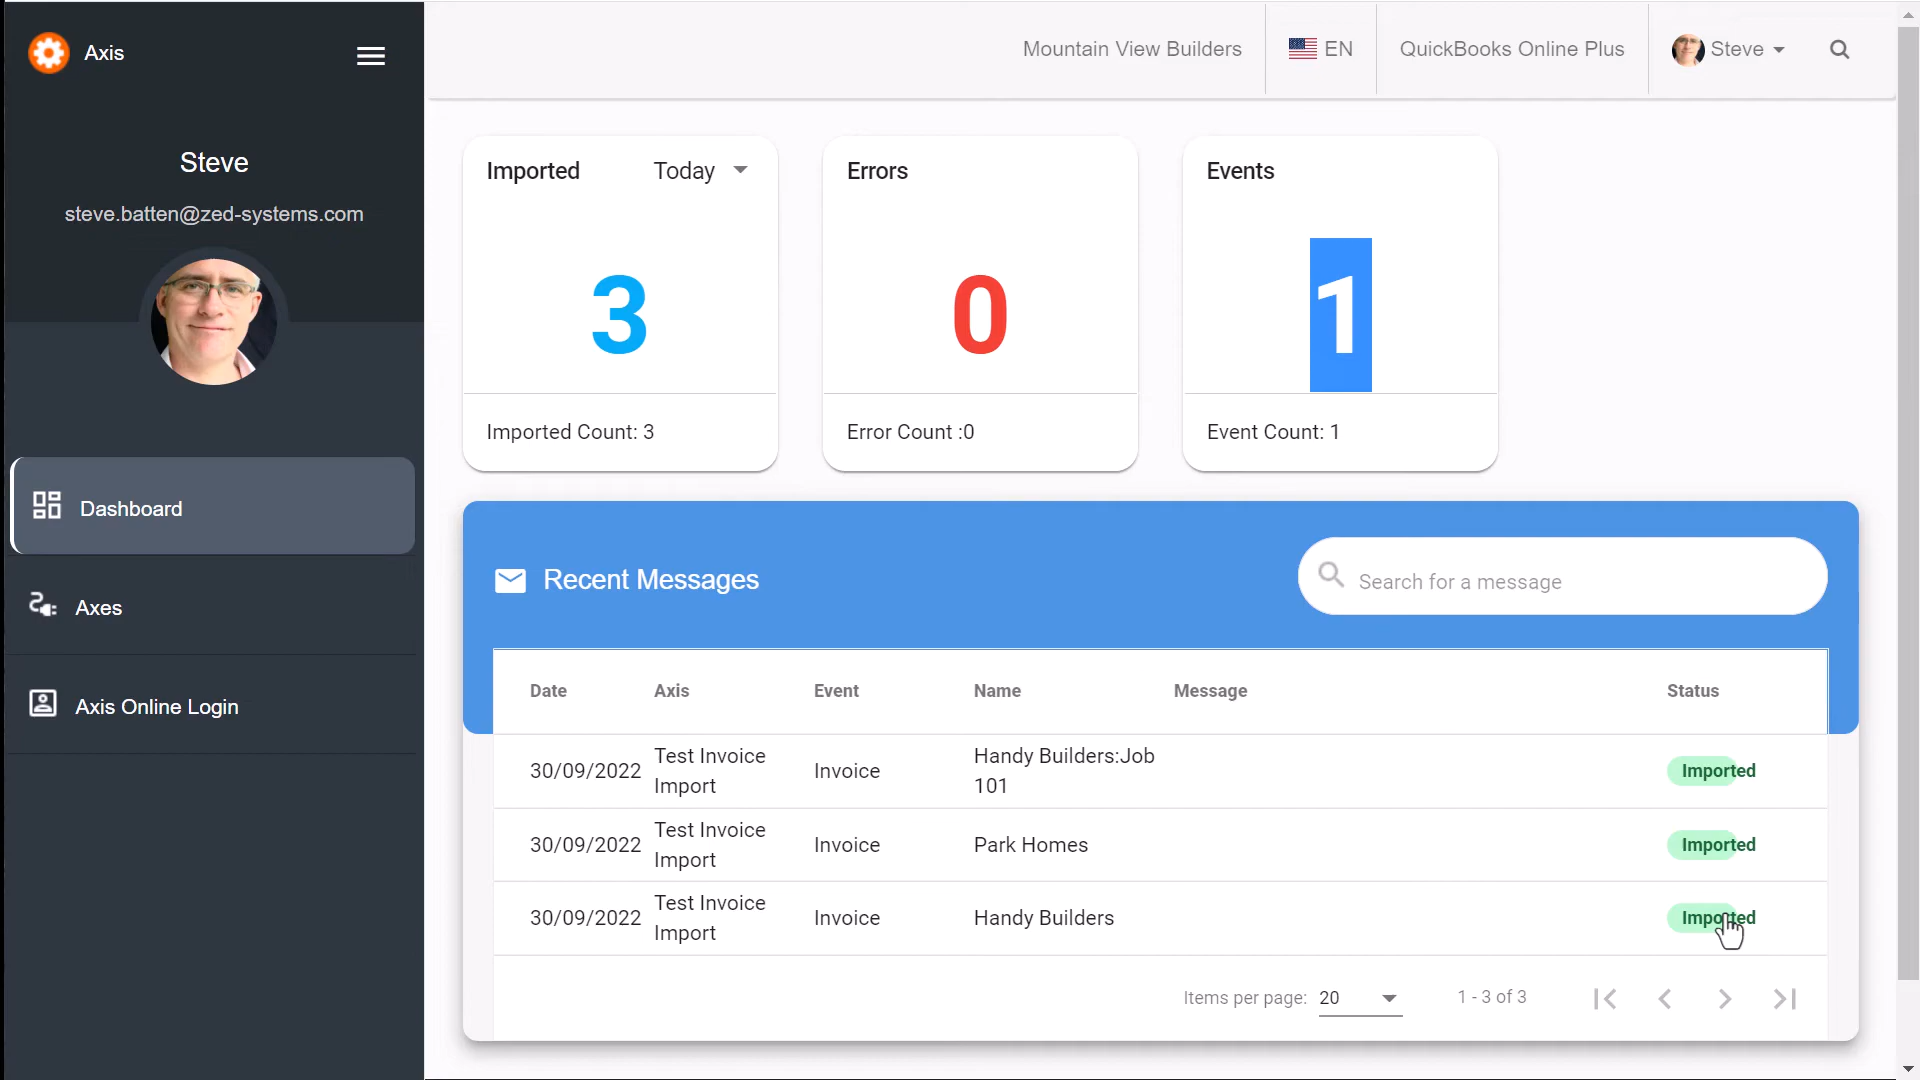 Axis
Steve
steve.batten@zed-systems.com
Dashboard
Axes
Axis Online Login
Mountain View Builders
EN
QuickBooks Online Plus
Steve
Imported Today
3
Imported Count: 3
Errors
0
Error Count :0
Events
1
Event Count: 1
Recent Messages
Search for a message
Date Axis Event Name Message Status
30/09/2022 Test Invoice Import Invoice Handy Builders:Job 101 Imported
30/09/2022 Test Invoice Import Invoice Park Homes Imported
30/09/2022 Test Invoice Import Invoice Handy Builders Imported
Items per page: 20 1 - 3 of 3